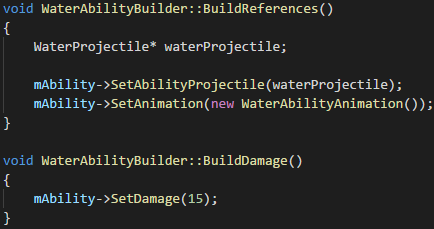 void WaterAbilityBuilder::BuildReferences()
{
    WaterProjectile* waterProjectile;

    mAbility->SetAbilityProjectile(waterProjectile);
    mAbility->SetAnimation(new WaterAbilityAnimation());
}

void WaterAbilityBuilder::BuildDamage()
{
    mAbility->SetDamage(15);
}